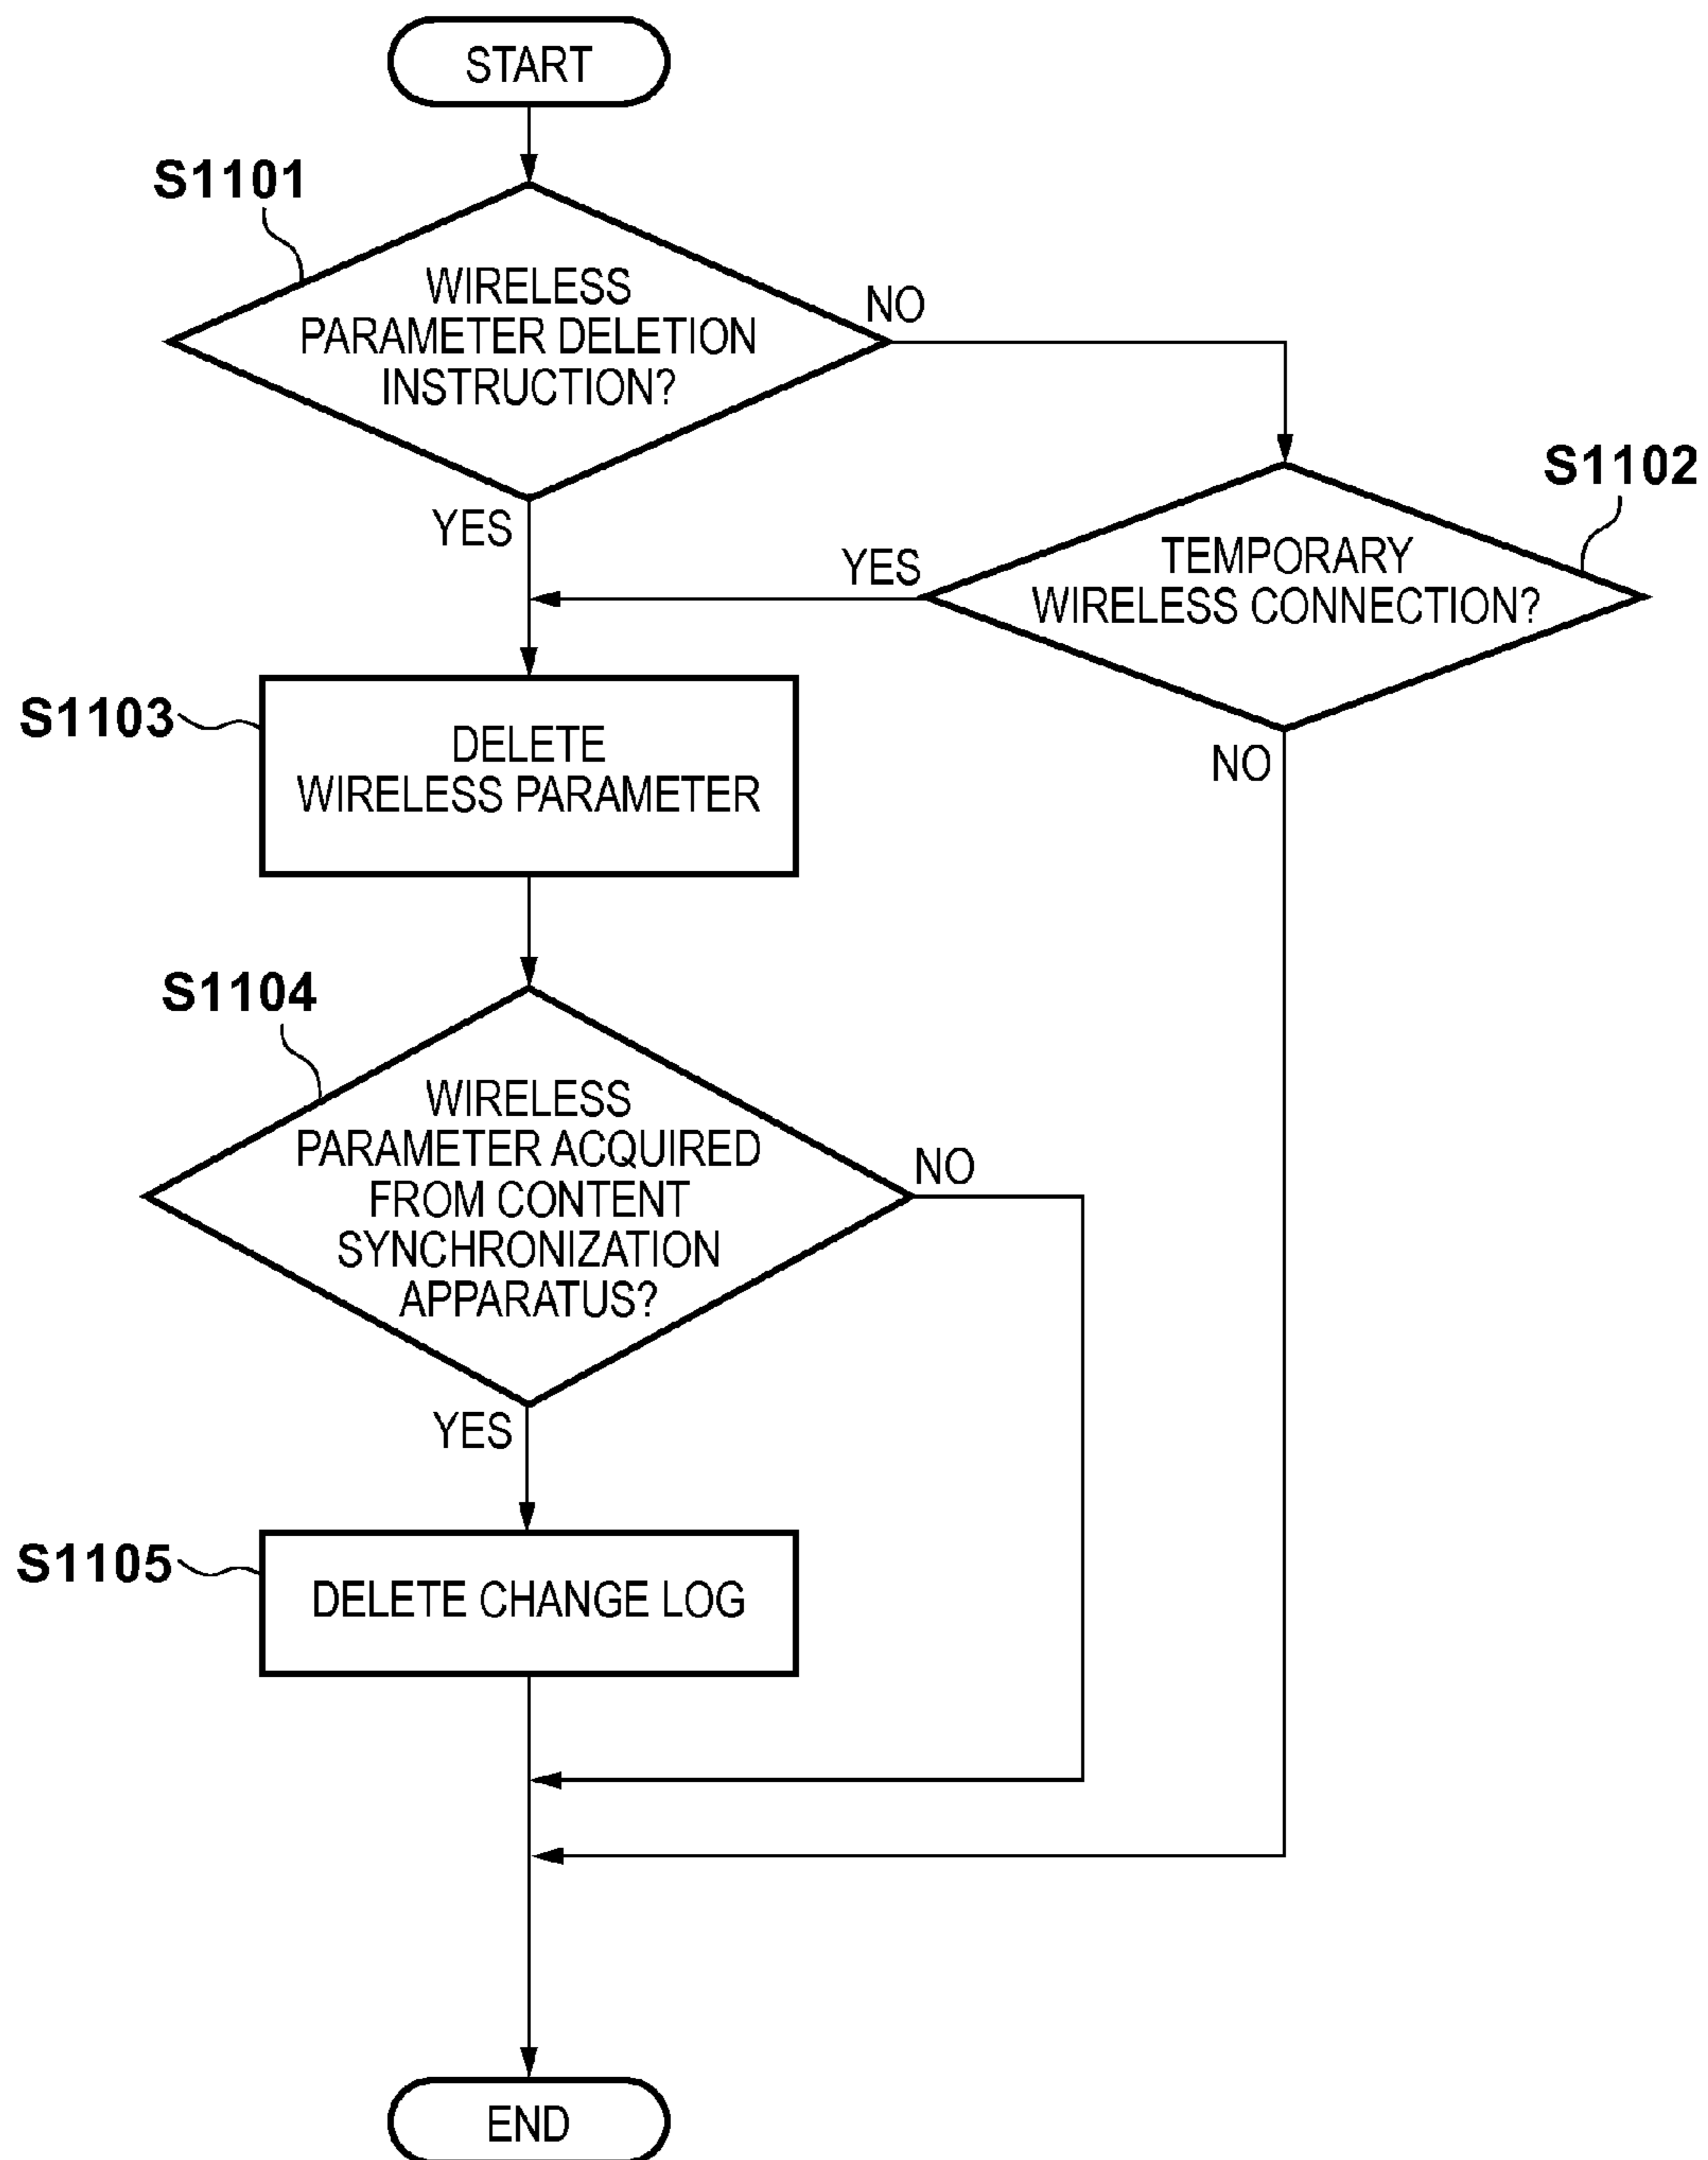 START
S1101
WIRELESS
PARAMETER DELETION
INSTRUCTION?
NO
YES
S1102
TEMPORARY
WIRELESS CONNECTION?
YES
NO
S1103
DELETE
WIRELESS PARAMETER
S1104
WIRELESS
PARAMETER ACQUIRED
FROM CONTENT
SYNCHRONIZATION
APPARATUS?
NO
YES
S1105
DELETE CHANGE LOG
END